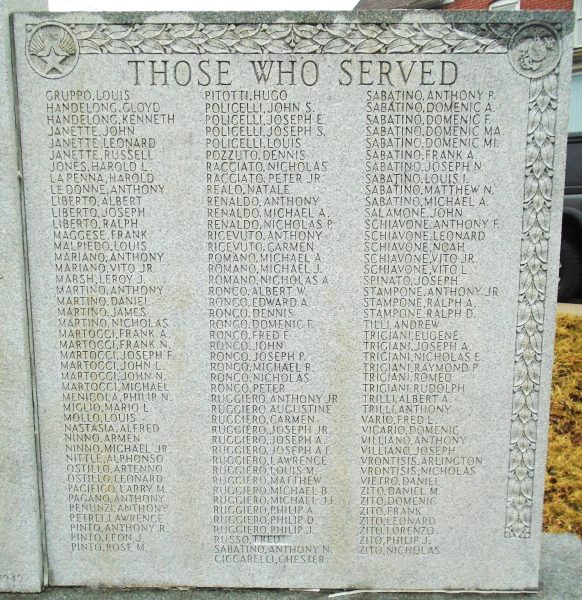 THOSE WHO SERVED
GRUPPO, LOUIS
HANDELONG, CLOYD
HANDELONG, KENNETH
JANETTE, JOHN
JANETTE, LEONARD
JANETTE, RUSSELL
JONES, HAROLD L.
LA PENNA, HAROLD
LE DONNE, ANTHONY
LIBERTO, ALBERT
LIBERTO, JOSEPH
LIBERTO, RALPH
MAGGESE, FRANK
MALPIEDO, LOUIS
MARIANO, ANTHONY
MARIANO, VITO JR.
MARSH, LEROY J.
MARTINO, ANTHONY
MARTINO, DANIEL
MARTINO, JAMES
MARTINO, NICHOLAS
MARTOCCI, FRANK A.
MARTOCCI, FRANK N.
MARTOCCI, JOSEPH F.
MARTOCCI, JOHN L.
MARTOCCI, JOHN N.
MARTOCCI, MICHAEL
MENICOLA, PHILIP N.
MIGLIO, MARIO L.
MOLLO, LOUIS
NASTASIA, ALFRED
NINNO, ARMEN
NINNO, MICHAEL JR.
NITTLE, ALPHONSO
OSTILLO, ARTENNO
OSTILLO, LEONARD
PACIFICO, LARRY M.
PAGANO, ANTHONY
PENUNZI, ANTHONY
PETRUI, LAWRENCE
PINTO, ANTHONY R.
PINTO, LEON J.
PINTO, ROSE M.
PITOTTI, HUGO
POLICELLI, JOHN S.
POLICELLI, JOSEPH E.
POLICELLI, JOSEPH S.
POLICELLI, LOUIS
POZZUTO, DENNIS
RACCIATO, NICHOLAS
RACCIATO, PETER JR.
REALO, NATALE
RENALDO, ANTHONY
RENALDO, MICHAEL A.
RENALDO, NICHOLAS P.
RICEVUTO, ANTHONY
RICEVUTO, CARMEN
ROMANO, MICHAEL A.
ROMANO, MICHAEL J.
ROMANO, NICHOLAS A.
RONCO, ALBERT W.
RONCO, EDWARD A.
RONCO, DENNIS
RONCO, DOMENIC F.
RONCO, FRED E.
RONCO, JOHN
RONCO, JOSEPH P.
RONCO, MICHAEL R.
RONCO, NICHOLAS
RONCO, PETER
RUGGIERO, ANTHONY JR.
RUGGIERO, AUGUSTINE
RUGGIERO, CARMEN
RUGGIERO, JOSEPH JR.
RUGGIERO, JOSEPH A.
RUGGIERO, JOSEPH A.F.
RUGGIERO, LAWRENCE
RUGGIERO, LOUIS M.
RUGGIERO, MATTHEW
RUGGIERO, MICHAEL B.
RUGGIERO, MICHAEL J.F.
RUGGIERO, PHILIP A.
RUGGIERO, PHILIP D.
RUGGIERO, PHILIP J.
RUSSO, FRED
SABATINO, ANTHONY N.
CICCARELLI, CHESTER
SABATINO, ANTHONY P.
SABATINO, DOMENIC A.
SABATINO, DOMENIC F.
SABATINO, DOMENIC MA.
SABATINO, DOMENIC MI.
SABATINO, FRANK A.
SABATINO, JOSEPH N.
SABATINO, LOUIS J.
SABATINO, MATTHEW N.
SABATINO, MICHAEL A.
SALAMONE, JOHN
SCHIAVONE, ANTHONY F.
SCHIAVONE, LEONARD
SCHIAVONE, NOAH
SCHIAVONE, VITO JR.
SCHIAVONE, VITO L.
SPINATO, JOSEPH
STAMPONE, ANTHONY JR.
STAMPONE, RALPH A.
STAMPONE, RALPH D.
TILLI, ANDREW
TRIGIANI, EUGENE
TRIGIANI, JOSEPH A.
TRIGIANI, NICHOLAS E.
TRIGIANI, RAYMOND P.
TRIGIANI, ROMEO
TRIGIANI, RUDOLPH
TRILLI, ALBERT A.
TRILLI, ANTHONY
VARIO, FRED L.
VICARIO, DOMENIC
VILLIANO, ANTHONY
VILLIANO, JOSEPH
VRONTISIS, ARLINGTON
VRONTISIS, NICHOLAS
VIETRO, DANIEL
ZITO, DANIEL M.
ZITO, DOMENIC
ZITO, FRANK
ZITO, LEONARD
ZITO, LORENZO
ZITO, PHILIP J.
ZITO, NICHOLAS